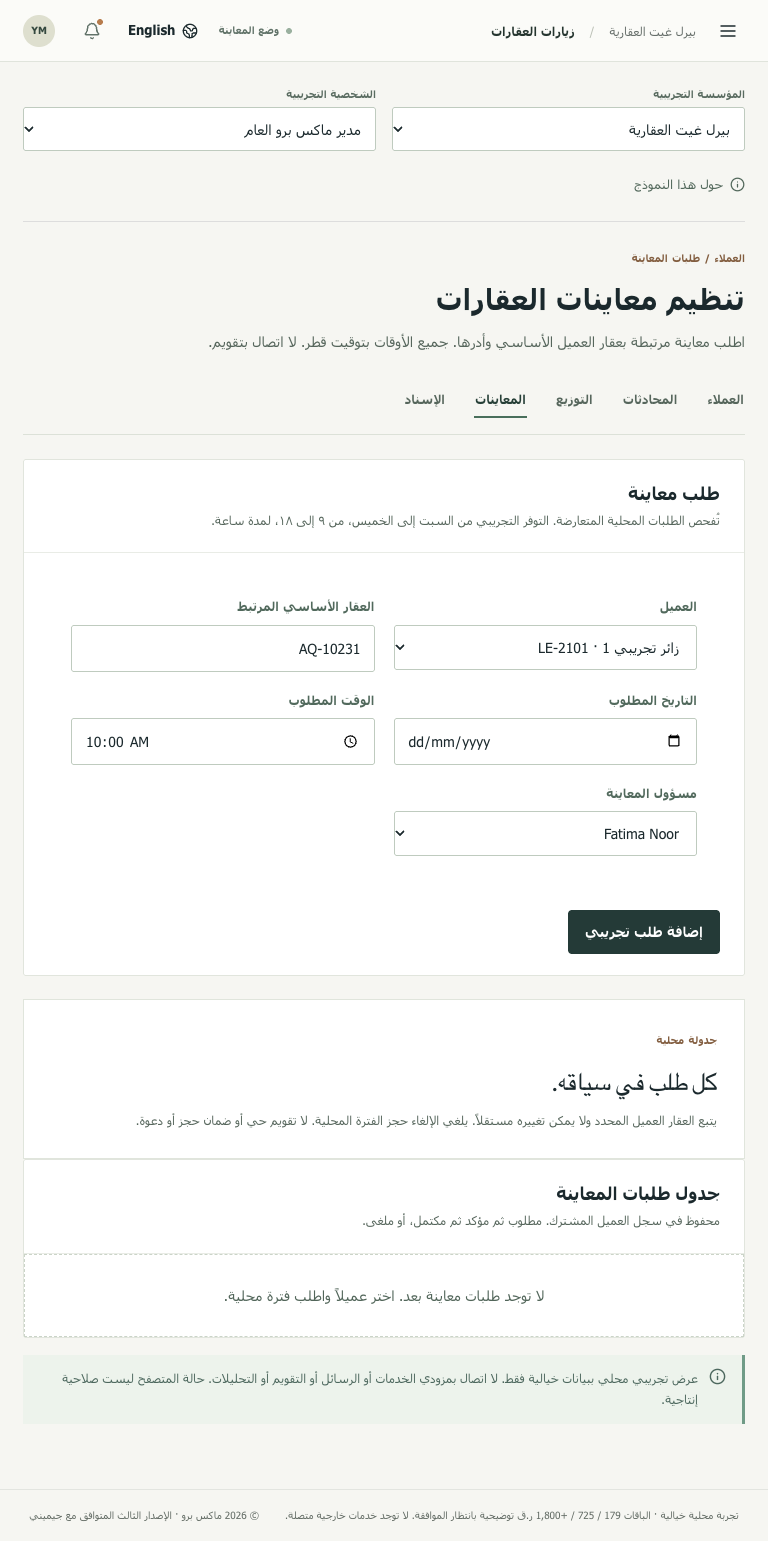 بيرل غيت العقارية / زيارات العقارات
وضع المعاينة
English
YM
المؤسسة التجريبية
بيرل غيت العقارية
الشخصية التجريبية
مدير ماكس برو العام
حول هذا النموذج
العملاء / طلبات المعاينة
تنظيم معاينات العقارات
اطلب معاينة مرتبطة بعقار العميل الأساسي وأدرها. جميع الأوقات بتوقيت قطر. لا اتصال بتقويم.
العملاء المحادثات التوزيع المعاينات الإسناد
طلب معاينة
تُفحص الطلبات المحلية المتعارضة. التوفر التجريبي من السبت إلى الخميس، من ٩ إلى ١٨، لمدة ساعة.
العميل
زائر تجريبي 1 · LE-2101
العقار الأساسي المرتبط
AQ-10231
التاريخ المطلوب
dd/mm/yyyy
الوقت المطلوب
10:00 AM
مسؤول المعاينة
Fatima Noor
إضافة طلب تجريبي
جدولة محلية
كل طلب في سياقه.
يتبع العقار العميل المحدد ولا يمكن تغييره مستقلاً. يلغي الإلغاء حجز الفترة المحلية. لا تقويم حي أو ضمان حجز أو دعوة.
جدول طلبات المعاينة
محفوظ في سجل العميل المشترك. مطلوب ثم مؤكد ثم مكتمل، أو ملغى.
لا توجد طلبات معاينة بعد. اختر عميلاً واطلب فترة محلية.
عرض تجريبي محلي ببيانات خيالية فقط. لا اتصال بمزودي الخدمات أو الرسائل أو التقويم أو التحليلات. حالة المتصفح ليست صلاحية
إنتاجية.
تجربة محلية خيالية · الباقات 179 / 725 / +1,800 ر.ق توضيحية بانتظار الموافقة. لا توجد خدمات خارجية متصلة.
© 2026 ماكس برو · الإصدار الثالث المتوافق مع جيميني